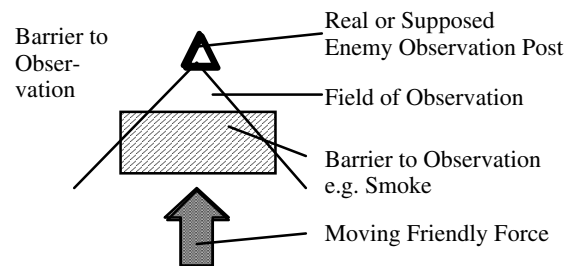 Barrier to
Obser-
vation
Real or Supposed
Enemy Observation Post
Field of Observation
Barrier to Observation
e.g. Smoke
Moving Friendly Force